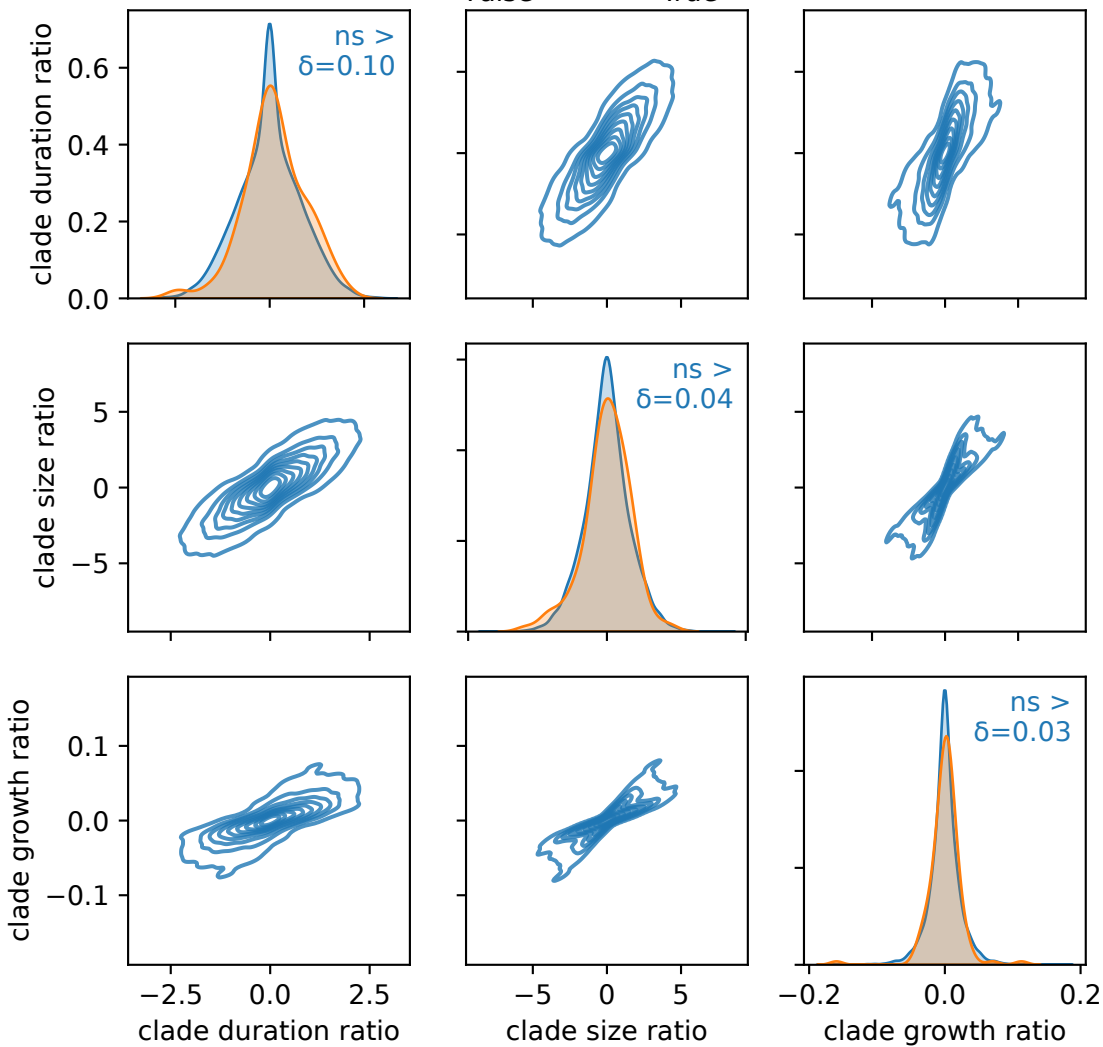 clade duration ratio
0.6
0.4
0.2
0.0
ns >
δ=0.10
clade size ratio
5
0
−5
ns >
δ=0.04
clade growth ratio
0.1
0.0
−0.1
ns >
δ=0.03
−2.5 0.0 2.5
−5 0 5
−0.2 0.0 0.2
clade duration ratio
clade size ratio
clade growth ratio